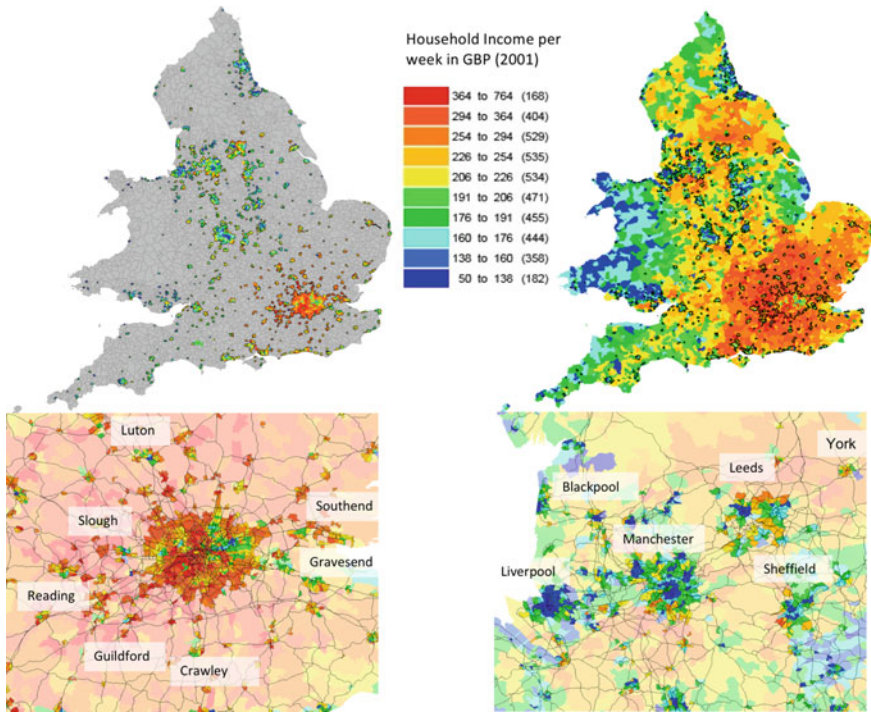 Household Income per
week in GBP (2001)
364 to 764 (168)
294 to 364 (404)
254 to 294 (529)
226 to 254 (535)
206 to 226 (534)
191 to 206 (471)
176 to 191 (455)
160 to 176 (444)
138 to 160 (358)
50 to 138 (182)
Luton
Slough
Southend
Gravesend
Reading
Guildford
Crawley
York
Leeds
Blackpool
Manchester
Liverpool
Sheffield